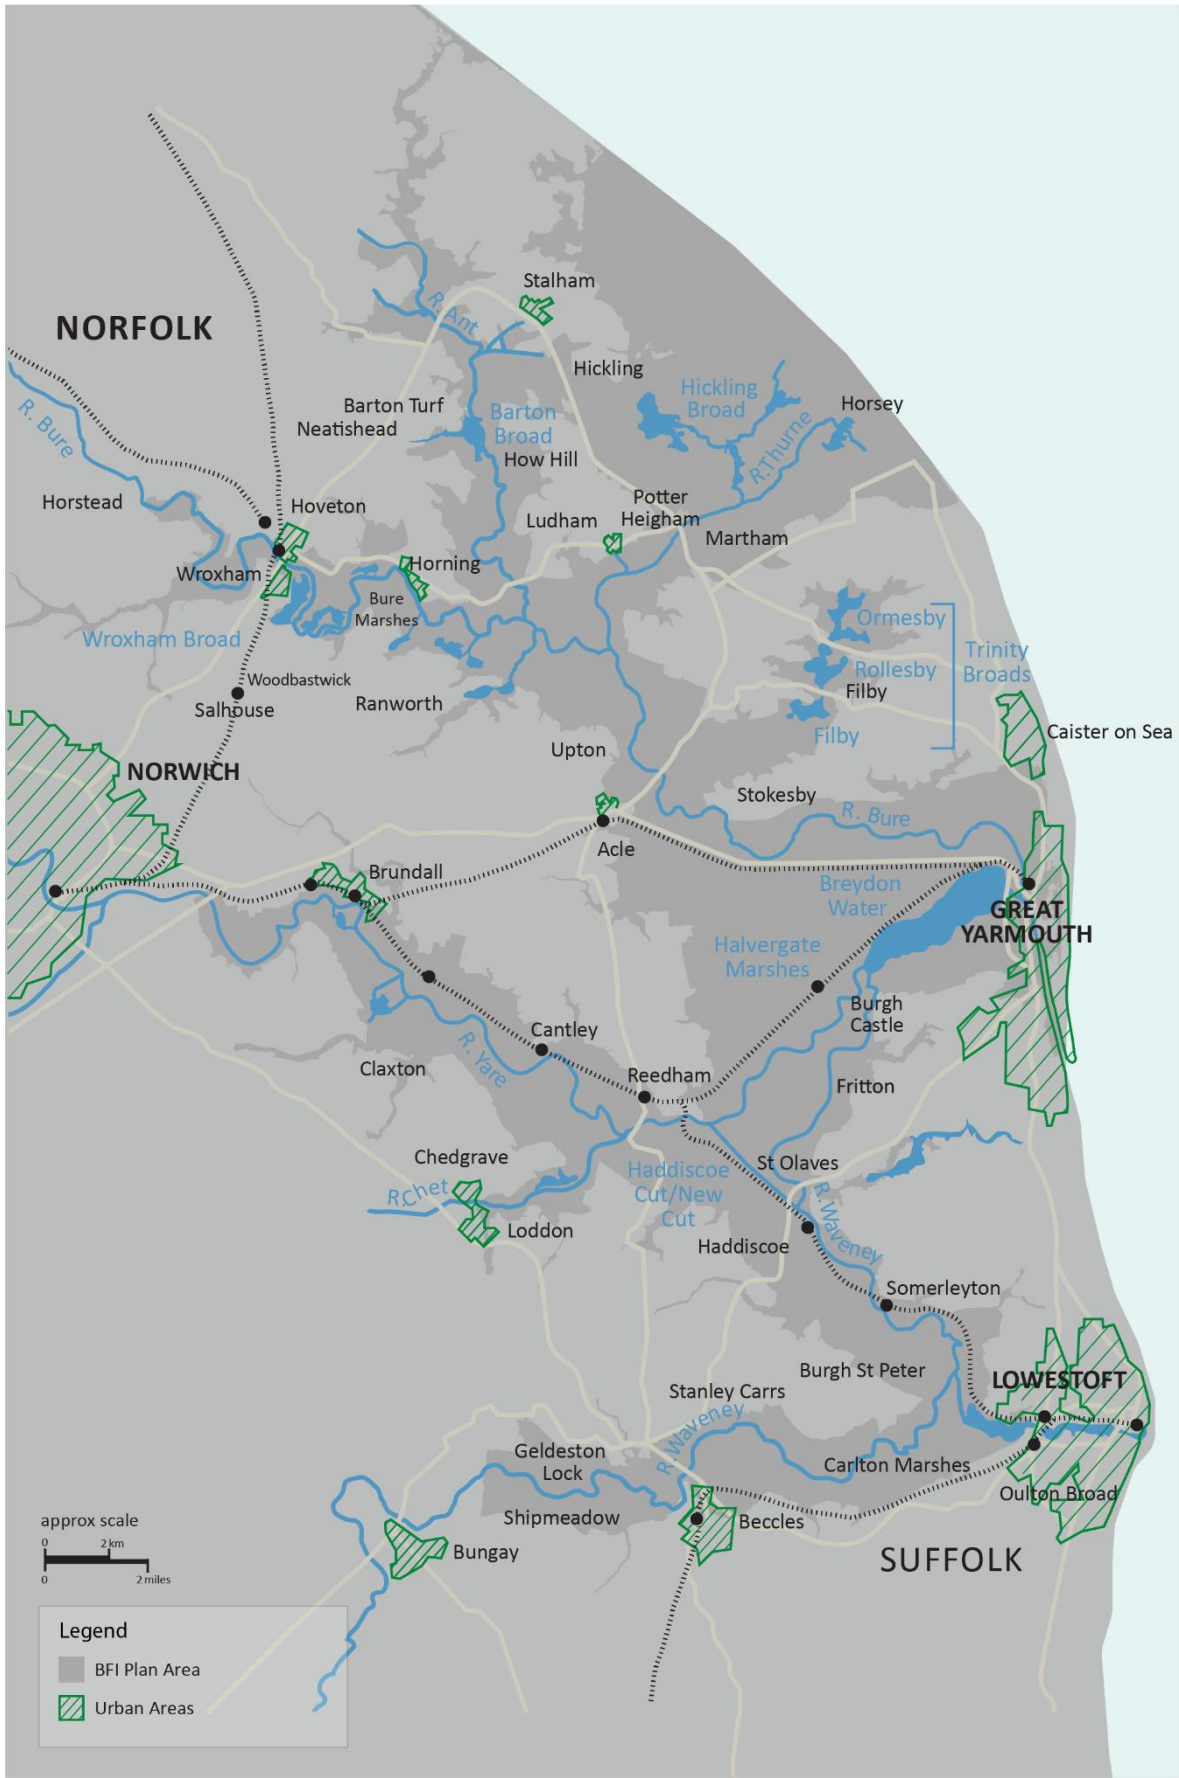 Stalham
NORFOLK
R. Ant
Hickling
Hickling
Broad
Horsey
Barton Turf
Neatishead
Barton
Broad
R. Bure
How Hill
R.Thurne
Horstead
Hoveton
Potter
Heigham
Ludham
Martham
Horning
Wroxham
Bure
Marshes
Ormesby
Wroxham Broad
Trinity
Broads
Rollesby
Woodbastwick
Filby
Salhouse
Ranworth
Filby
Caister on Sea
Upton
NORWICH
Stokesby
R. Bure
Acle
Brundall
Breydon
Water
GREAT
YARMOUTH
Halvergate
Marshes
Burgh
Castle
Cantley
R. Yare
Claxton
Reedham
Fritton
Chedgrave
St Olaves
Haddiscoe
Cut/New
Cut
R.Chet
R. Waveney
Loddon
Haddiscoe
Somerleyton
Burgh St Peter
LOWESTOFT
Stanley Carrs
R. Waveney
Geldeston
Lock
Carlton Marshes
Oulton Broad
Shipmeadow
Beccles
Bungay
SUFFOLK
approx scale
0 2 km
0 2 miles
Legend
BFI Plan Area
Urban Areas